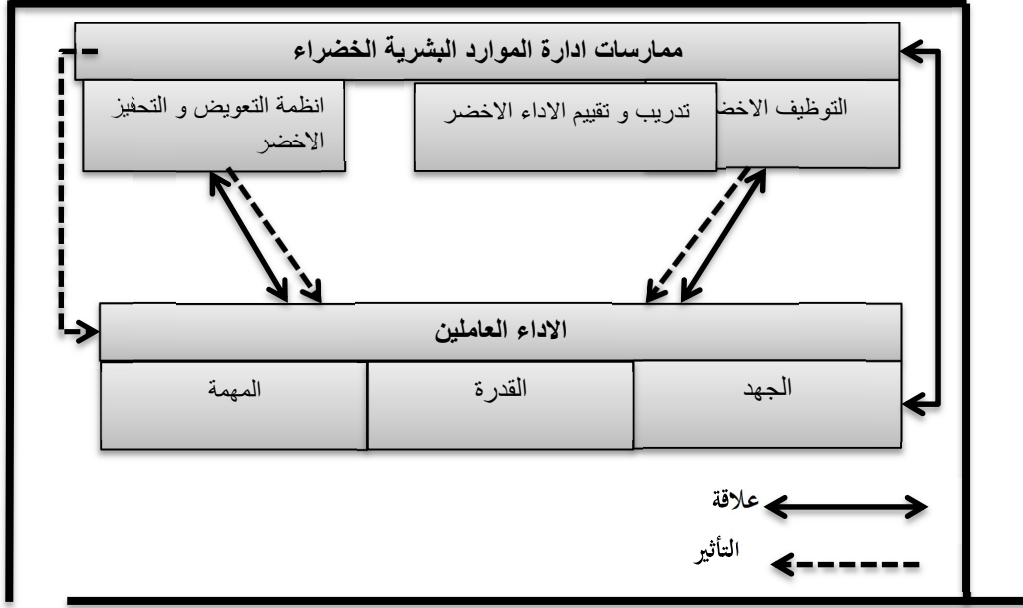 ممارسات ادارة الموارد البشرية الخضراء
التوظيف الاخضـ
تدريب و تقييم الاداء الاخضر
انظمة التعويض و التحفيز
الاخضر
الاداء العاملين
الجهد
القدرة
المهمة
علاقة
التأثير